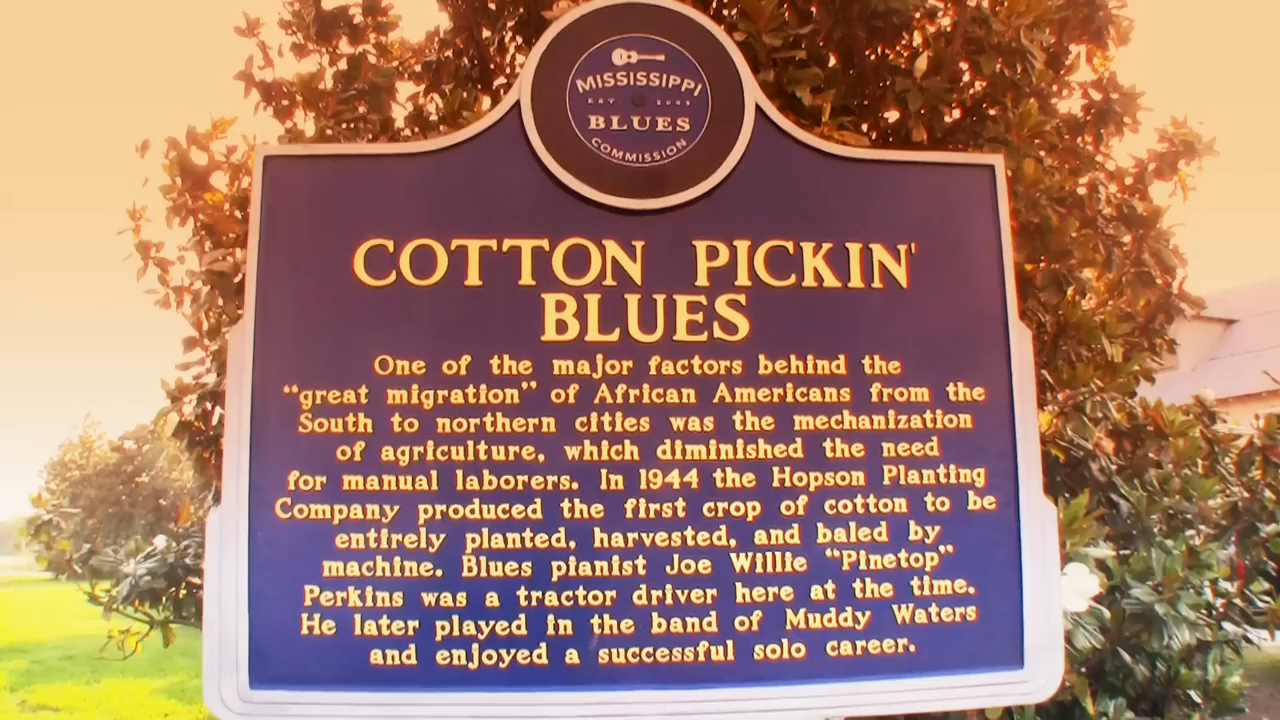 MISSISSIPPI
EST. 2003
BLUES
COMMISSION
COTTON PICKIN'
BLUES
One of the major factors behind the
“great migration” of African Americans from the
South to northern cities was the mechanization
of agriculture, which diminished the need
for manual laborers. In 1944 the Hopson Planting
Company produced the first crop of cotton to be
entirely planted, harvested, and baled by
machine. Blues pianist Joe Willie “Pinetop”
Perkins was a tractor driver here at the time.
He later played in the band of Muddy Waters
and enjoyed a successful solo career.